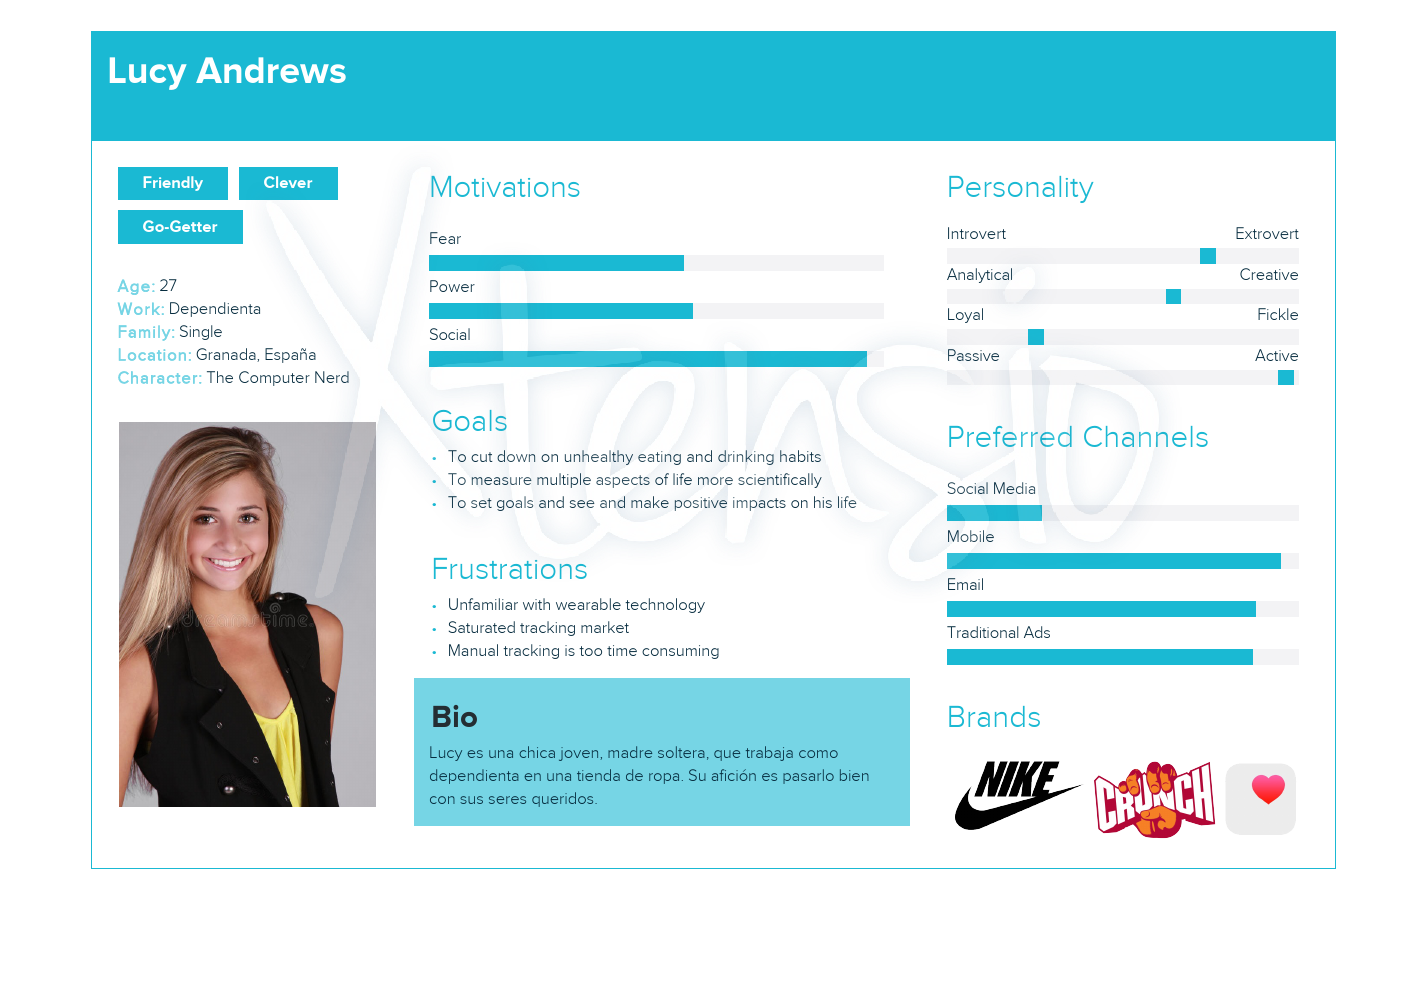 Lucy Andrews
Friendly
Clever
Go-Getter
Age: 27
Work: Dependienta
Family: Single
Location: Granada, España
Character: The Computer Nerd
dreamstime.
Motivations
Fear
Power
Social
Goals
• To cut down on unhealthy eating and drinking habits
• To measure multiple aspects of life more scientifically
• To set goals and see and make positive impacts on his life
Frustrations
• Unfamiliar with wearable technology
• Saturated tracking market
• Manual tracking is too time consuming
Bio
Lucy es una chica joven, madre soltera, que trabaja como
dependienta en una tienda de ropa. Su afición es pasarlo bien
con sus seres queridos.
Personality
Introvert Extrovert
Analytical Creative
Loyal Fickle
Passive Active
Preferred Channels
Social Media
Mobile
Email
Traditional Ads
Brands
NIKE
CRUNCH
Xtensio